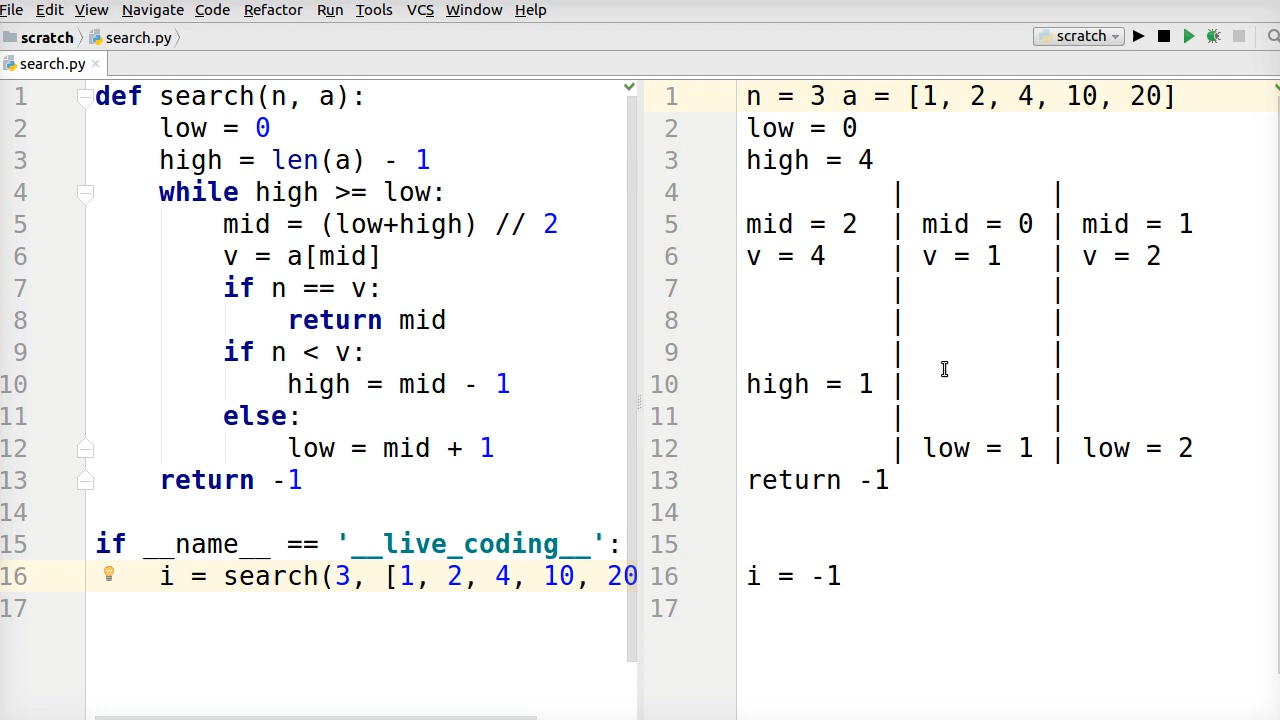 File Edit View Navigate Code Refactor Run Tools VCS Window Help
scratch search.py scratch
search.py
1 def search(n, a):
2 low = 0
3 high = len(a) - 1
4 while high >= low:
5 mid = (low+high) // 2
6 v = a[mid]
7 if n == v:
8 return mid
9 if n < v:
10 high = mid - 1
11 else:
12 low = mid + 1
13 return -1
14
15 if __name__ == '__live_coding__':
16 i = search(3, [1, 2, 4, 10, 20
17
1 n = 3 a = [1, 2, 4, 10, 20]
2 low = 0
3 high = 4
4 | |
5 mid = 2 | mid = 0 | mid = 1
6 v = 4 | v = 1 | v = 2
7 | |
8 | |
9 | |
10 high = 1 | |
11 | |
12 | low = 1 | low = 2
13 return -1
14
15
16 i = -1
17